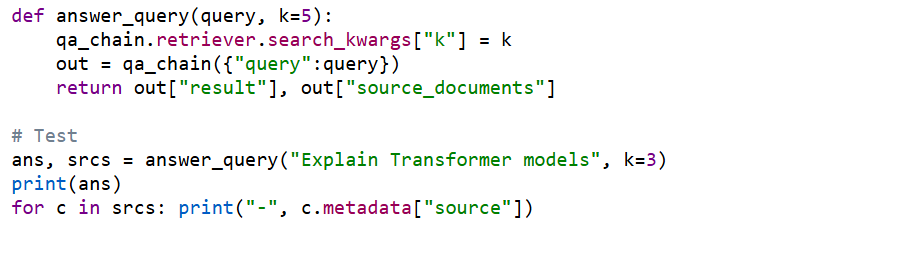 def answer_query(query, k=5):
    qa_chain.retriever.search_kwargs["k"] = k
    out = qa_chain({"query":query})
    return out["result"], out["source_documents"]

# Test
ans, srcs = answer_query("Explain Transformer models", k=3)
print(ans)
for c in srcs: print("-", c.metadata["source"])